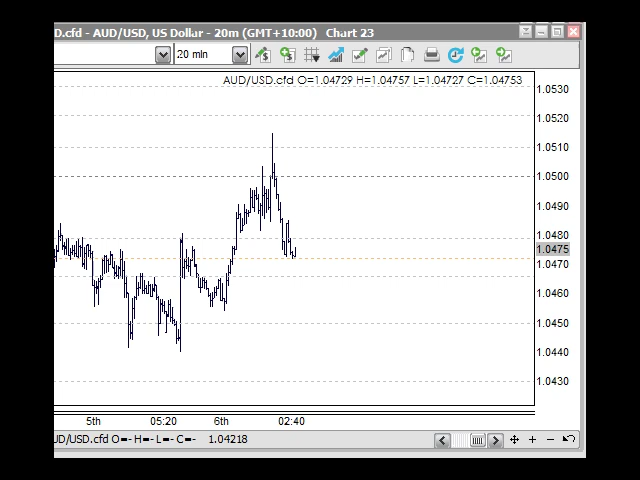 D.cfd - AUD/USD, US Dollar - 20m (GMT+10:00) Chart 23
20 min
AUD/USD.cfd O=1.04729 H=1.04757 L=1.04727 C=1.04753
1.0530
1.0520
1.0510
1.0500
1.0490
1.0480
1.0475
1.0470
1.0460
1.0450
1.0440
1.0430
5th 05:20 6th 02:40
JD/USD.cfd O=- H=- L=- C=- 1.04218